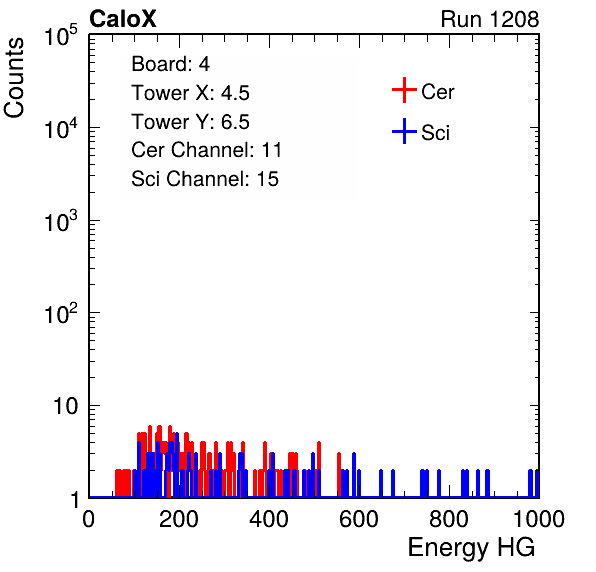 CaloX Run 1208
Counts
Board: 4
Tower X: 4.5
Tower Y: 6.5
Cer Channel: 11
Sci Channel: 15
Cer
Sci
10^5
10^4
10^3
10^2
10
1
0 200 400 600 800 1000
Energy HG